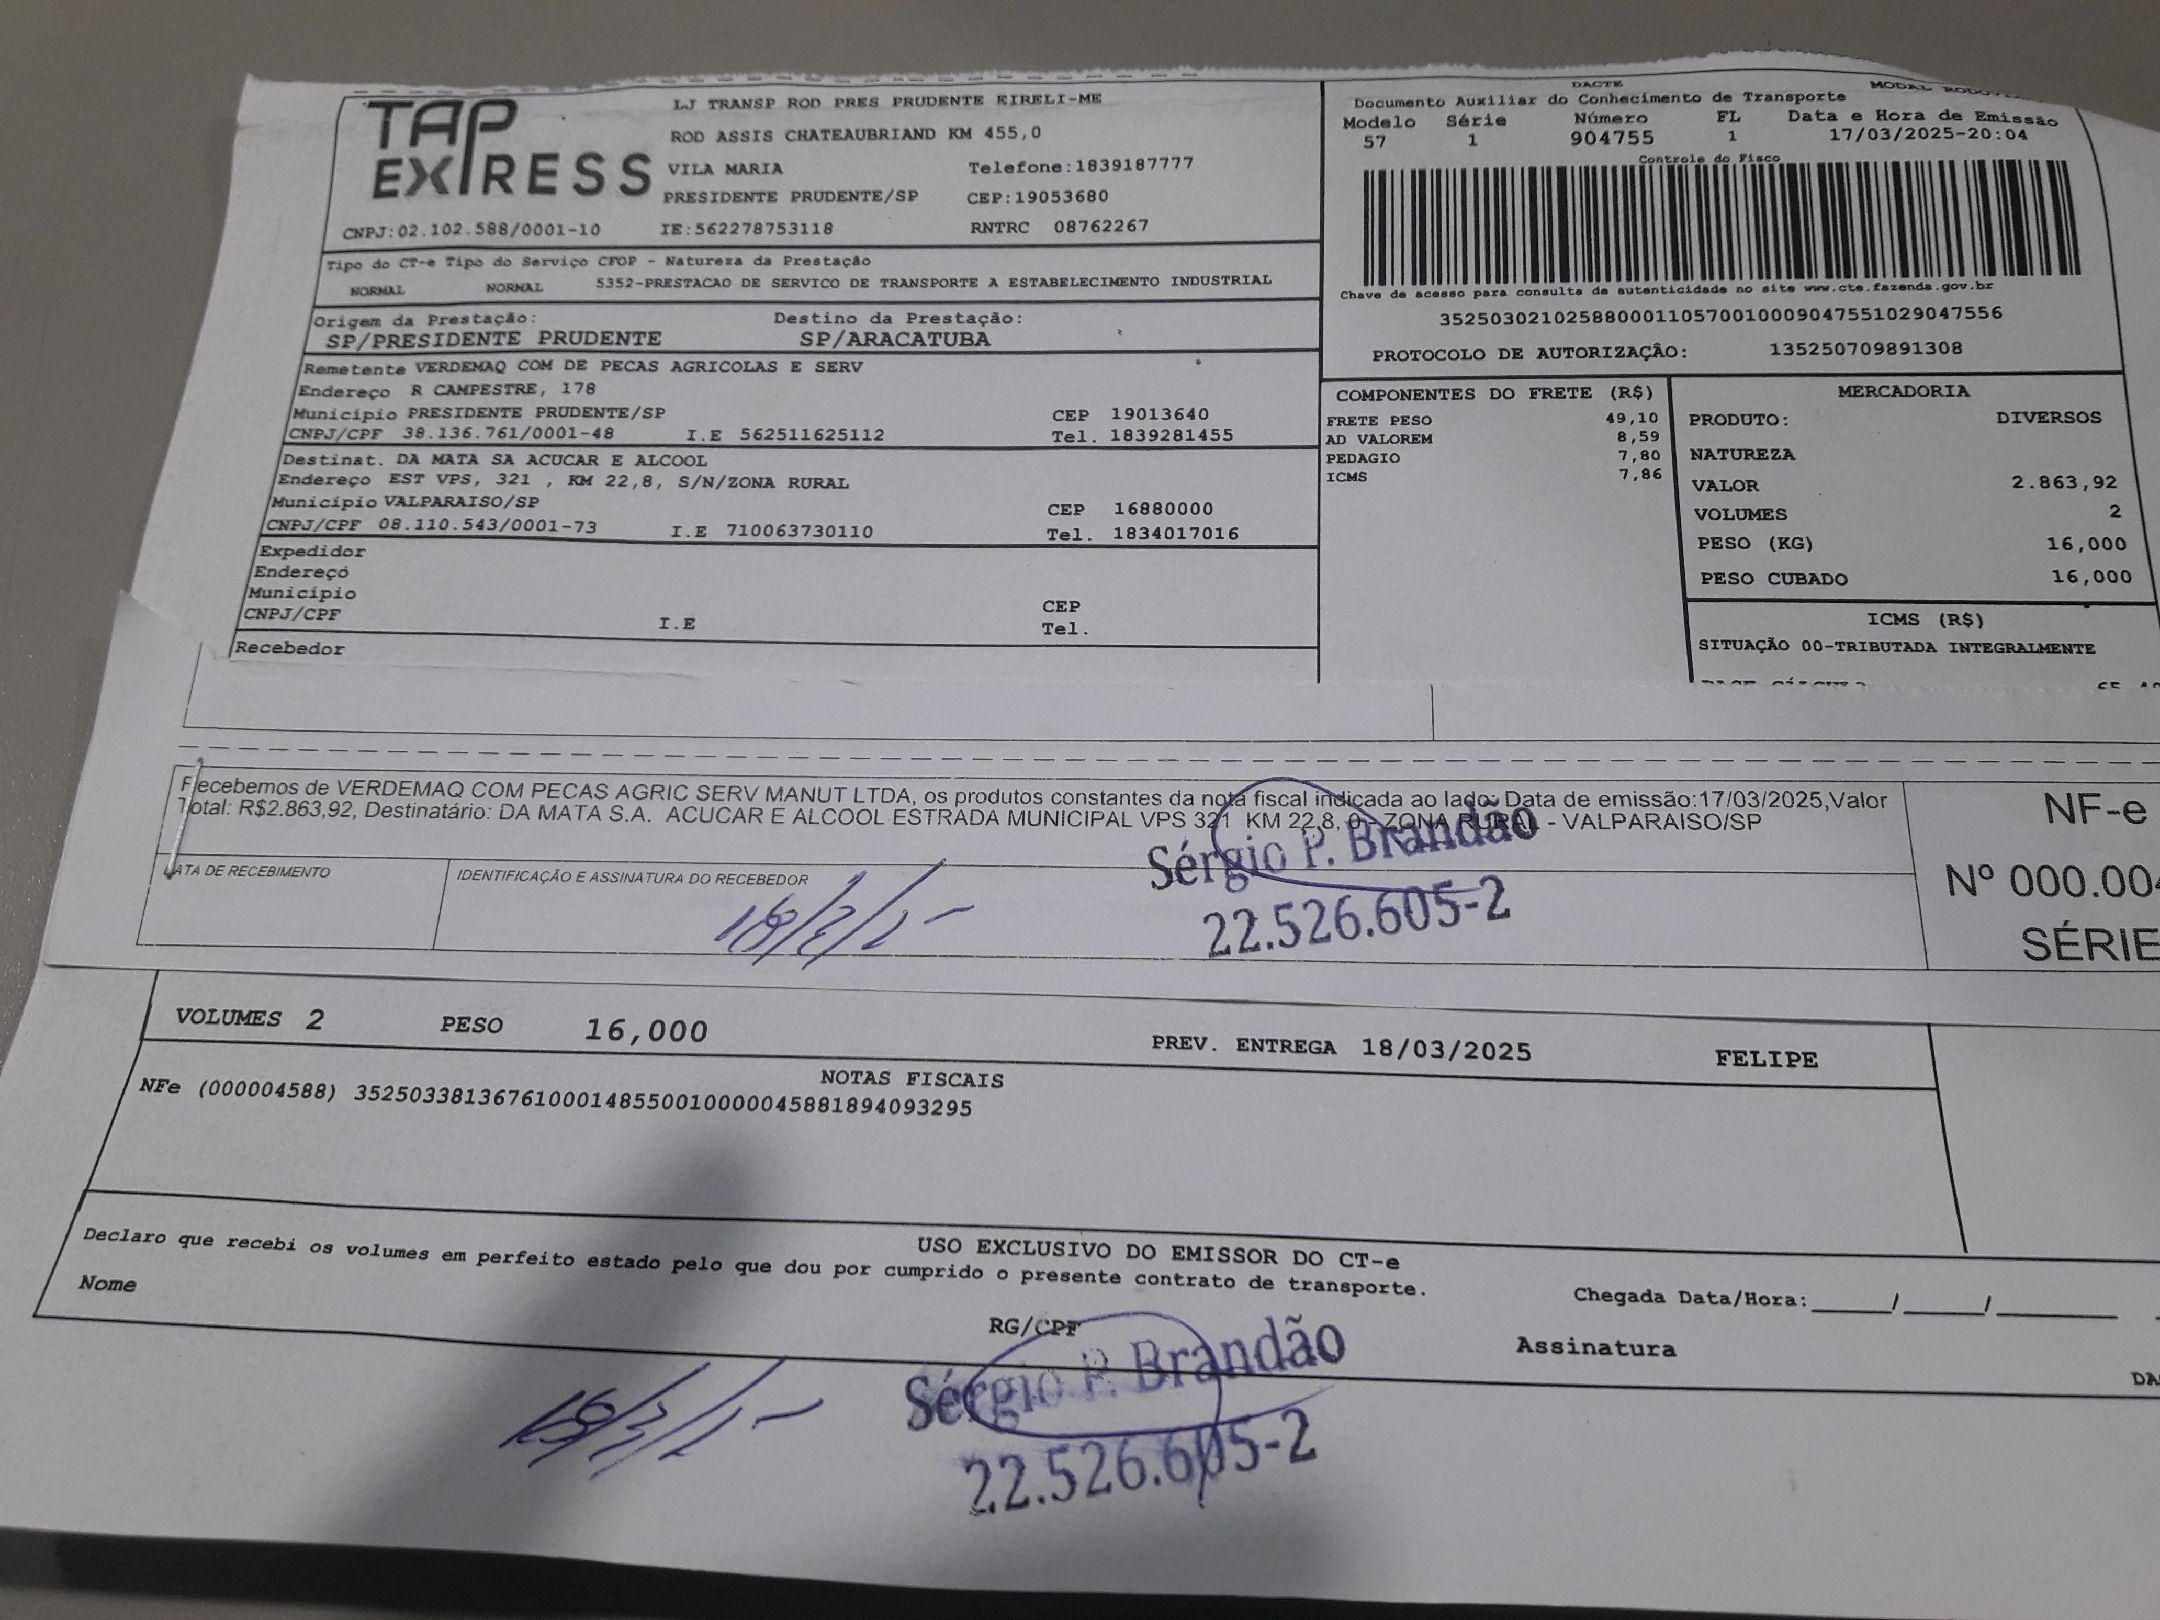 TAP EXPRESS
LJ TRANSP ROD PRES PRUDENTE EIRELI-ME
ROD ASSIS CHATEAUBRIAND KM 455,0
VILA MARIA Telefone:1839187777
PRESIDENTE PRUDENTE/SP CEP:19053680
CNPJ:02.102.588/0001-10 IE:562278753118 RNTRC 08762267
DACTE
Documento Auxiliar do Conhecimento de Transporte
Modelo Série Número FL Data e Hora de Emissão
57 1 904755 1 17/03/2025-20:04
Controle do Fisco
Chave de acesso para consulta de autenticidade no site www.cte.fazenda.gov.br
35250302102588000110570010009047551029047556
PROTOCOLO DE AUTORIZAÇÃO: 135250709891308
Tipo do CT-e Tipo do Serviço CFOP - Natureza da Prestação
NORMAL NORMAL 5352-PRESTACAO DE SERVICO DE TRANSPORTE A ESTABELECIMENTO INDUSTRIAL
Origem da Prestação: Destino da Prestação:
SP/PRESIDENTE PRUDENTE SP/ARACATUBA
Remetente VERDEMAQ COM DE PECAS AGRICOLAS E SERV
Endereço R CAMPESTRE, 178
Município PRESIDENTE PRUDENTE/SP CEP 19013640
CNPJ/CPF 38.136.761/0001-48 I.E 562511625112 Tel. 1839281455
Destinat. DA MATA SA ACUCAR E ALCOOL
Endereço EST VPS, 321 , KM 22,8, S/N/ZONA RURAL
Município VALPARAISO/SP CEP 16880000
CNPJ/CPF 08.110.543/0001-73 I.E 710063730110 Tel. 1834017016
Expedidor
Endereço
Município CEP
CNPJ/CPF I.E Tel.
Recebedor
COMPONENTES DO FRETE (R$)
FRETE PESO 49,10
AD VALOREM 8,59
PEDAGIO 7,80
ICMS 7,86
MERCADORIA
PRODUTO: DIVERSOS
NATUREZA
VALOR 2.863,92
VOLUMES 2
PESO (KG) 16,000
PESO CUBADO 16,000
ICMS (R$)
SITUAÇÃO 00-TRIBUTADA INTEGRALMENTE
Recebemos de VERDEMAQ COM PECAS AGRIC SERV MANUT LTDA, os produtos constantes da nota fiscal indicada ao lado; Data de emissão:17/03/2025,Valor
Total: R$2.863,92, Destinatário: DA MATA S.A. ACUCAR E ALCOOL ESTRADA MUNICIPAL VPS 321 KM 22,8, 0 - ZONA RURAL - VALPARAISO/SP
DATA DE RECEBIMENTO IDENTIFICAÇÃO E ASSINATURA DO RECEBEDOR
Sérgio P. Brandão
22.526.605-2
NF-e
Nº 000.004
SÉRIE
VOLUMES 2 PESO 16,000 PREV. ENTREGA 18/03/2025 FELIPE
NOTAS FISCAIS
NFe (000004588) 35250338136761000148550010000045881894093295
USO EXCLUSIVO DO EMISSOR DO CT-e
Declaro que recebi os volumes em perfeito estado pelo que dou por cumprido o presente contrato de transporte.
Nome RG/CPF Chegada Data/Hora:_____/_____/_______
Assinatura
Sérgio P. Brandão
22.526.605-2